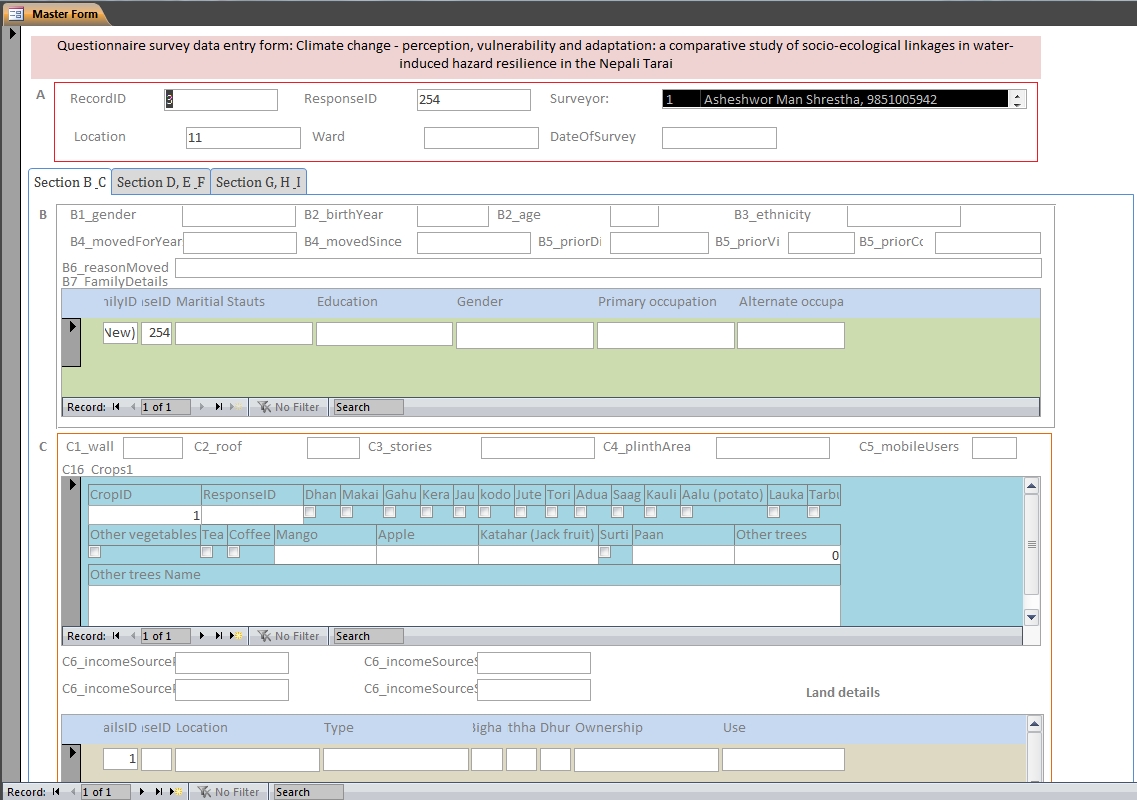 Master Form
Questionnaire survey data entry form: Climate change - perception, vulnerability and adaptation: a comparative study of socio-ecological linkages in water-
induced hazard resilience in the Nepali Tarai
A RecordID 3 ResponseID 254 Surveyor: 1 Asheshwor Man Shrestha, 9851005942
Location 11 Ward DateOfSurvey
Section B_C Section D, E_F Section G, H_I
B B1_gender B2_birthYear B2_age B3_ethnicity
B4_movedForYear B4_movedSince B5_priorDi B5_priorVi B5_priorCc
B6_reasonMoved
B7_FamilyDetails
nilyID iseID Maritial Stauts Education Gender Primary occupation Alternate occupa
New) 254
Record: 1 of 1 No Filter Search
C C1_wall C2_roof C3_stories C4_plinthArea C5_mobileUsers
C16_Crops1
CropID ResponseID Dhan Makai Gahu Kera Jau kodo Jute Tori Adua Saag Kauli Aalu (potato) Lauka Tarbu
1
Other vegetables Tea Coffee Mango Apple Katahar (Jack fruit) Surti Paan Other trees
0
Other trees Name
Record: 1 of 1 No Filter Search
C6_incomeSourceF C6_incomeSourceS
C6_incomeSourceF C6_incomeSourceS
Land details
ailsID iseID Location Type Bigha thha Dhur Ownership Use
1
Record: 1 of 1 No Filter Search